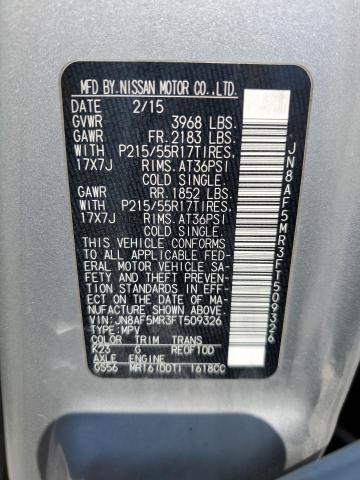 MFD BY NISSAN MOTOR CO., LTD.
DATE 2/15
GVWR 3968 LBS.
GAWR FR. 2183 LBS.
WITH P215/55R17TIRES,
17X7J RIMS, AT36PSI
COLD SINGLE.
GAWR RR. 1852 LBS.
WITH P215/55R17TIRES,
17X7J RIMS, AT36PSI
COLD SINGLE.
THIS VEHICLE CONFORMS
TO ALL APPLICABLE FED-
ERAL MOTOR VEHICLE SA-
FETY AND THEFT PREVEN-
TION STANDARDS IN EFF-
ECT ON THE DATE OF MA-
NUFACTURE SHOWN ABOVE.
VIN:JN8AF5MR3FT509326
TYPE:MPV
COLOR TRIM TRANS
K23 G RE0F10D
AXLE ENGINE
GS56 MR16(DDT) 1618CC
JN8AF5MR3FT509326